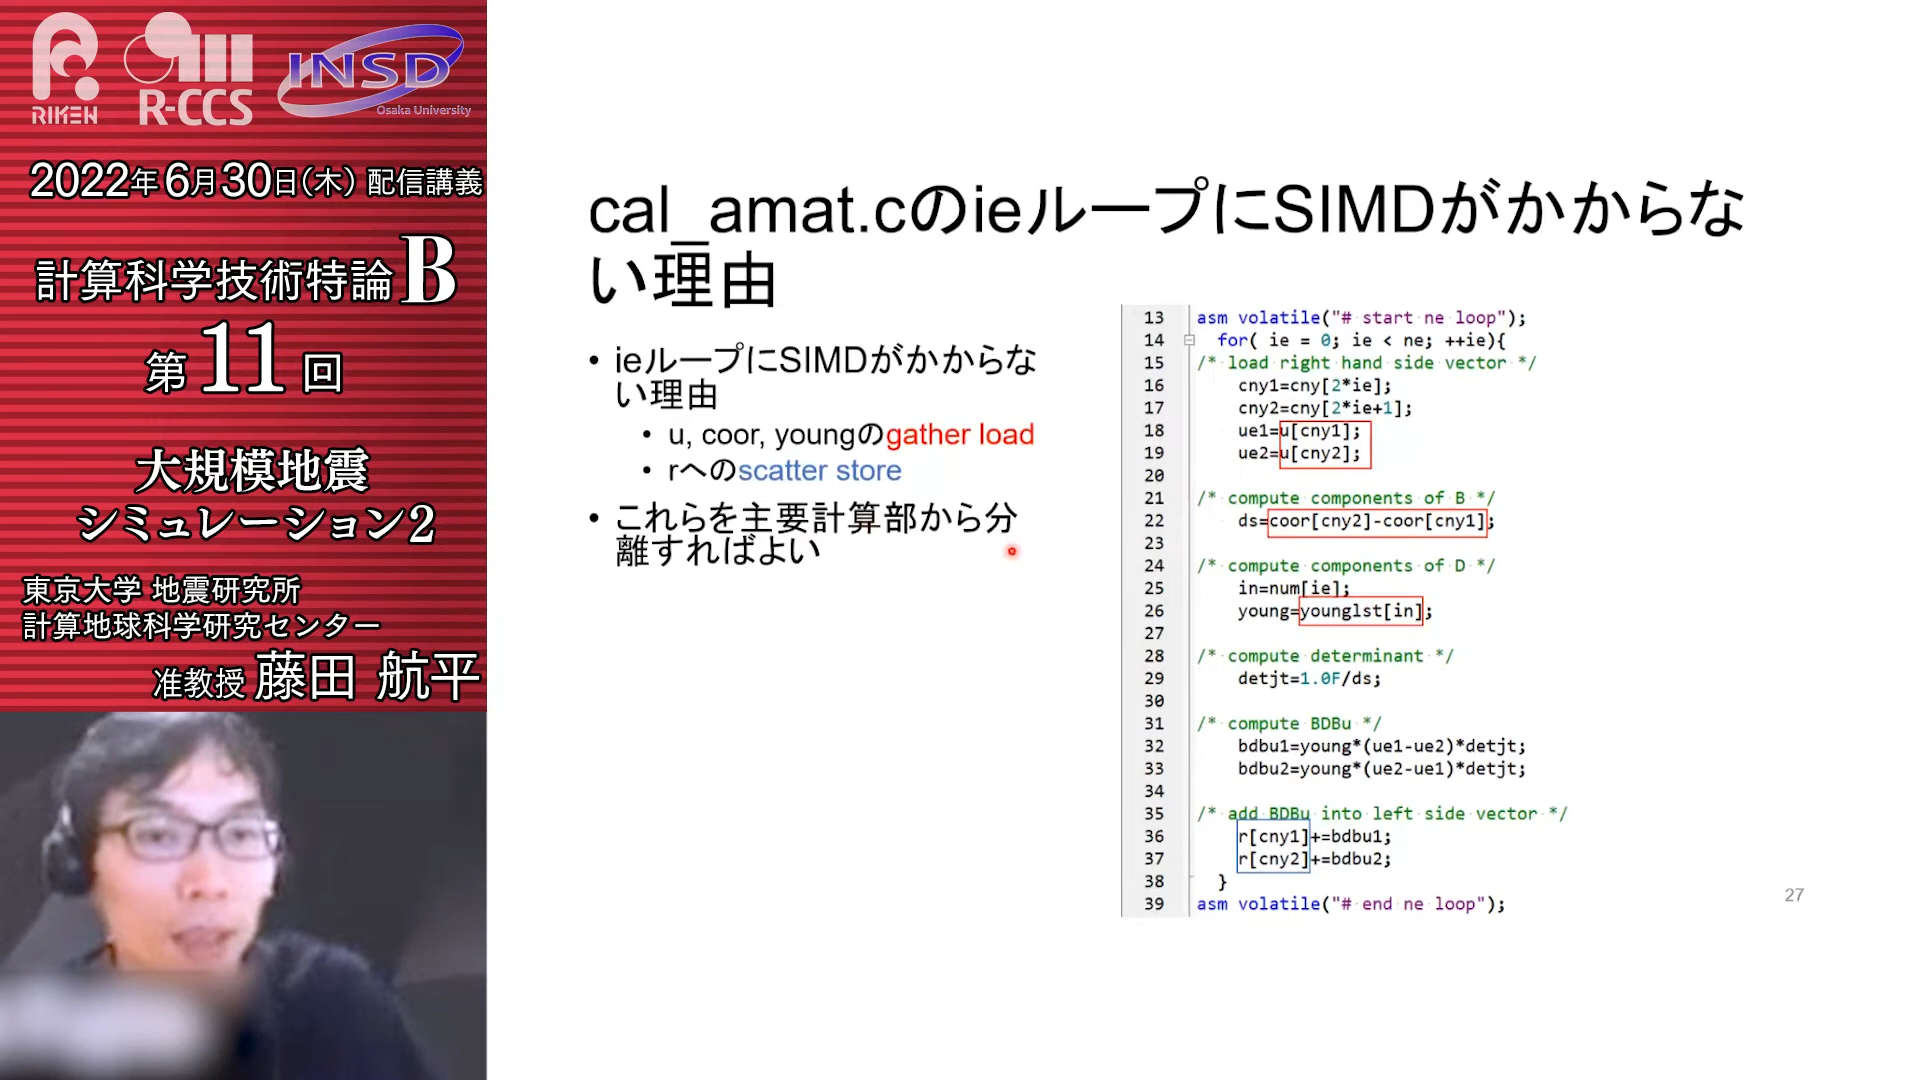 RIKEN
R-CCS
INSD
Osaka University
2022年6月30日(木) 配信講義
計算科学技術特論B
第11回
大規模地震
シミュレーション2
東京大学 地震研究所
計算地球科学研究センター
准教授 藤田 航平
cal_amat.cのieループにSIMDがかからな
い理由
• ieループにSIMDがかからな
い理由
• u, coor, youngのgather load
• rへのscatter store
• これらを主要計算部から分
離すればよい
13 asm volatile("# start ne loop");
14 for( ie = 0; ie < ne; ++ie){
15 /* load right hand side vector */
16 cny1=cny[2*ie];
17 cny2=cny[2*ie+1];
18 ue1=u[cny1];
19 ue2=u[cny2];
20
21 /* compute components of B */
22 ds=coor[cny2]-coor[cny1];
23
24 /* compute components of D */
25 in=num[ie];
26 young=younglst[in];
27
28 /* compute determinant */
29 detjt=1.0F/ds;
30
31 /* compute BDBu */
32 bdbu1=young*(ue1-ue2)*detjt;
33 bdbu2=young*(ue2-ue1)*detjt;
34
35 /* add BDBu into left side vector */
36 r[cny1]+=bdbu1;
37 r[cny2]+=bdbu2;
38 }
39 asm volatile("# end ne loop");
27